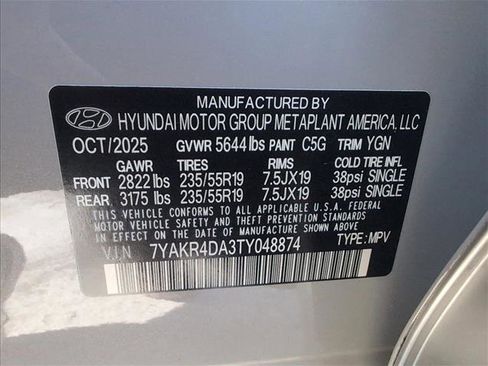 MANUFACTURED BY
HYUNDAI MOTOR GROUP METAPLANT AMERICA, LLC
OCT/2025 GVWR 5644 lbs PAINT C5G TRIM YGN
GAWR TIRES RIMS COLD TIRE INFL
FRONT 2822 lbs 235/55R19 7.5JX19 38psi SINGLE
REAR 3175 lbs 235/55R19 7.5JX19 38psi SINGLE
THIS VEHICLE CONFORMS TO ALL APPLICABLE U.S.A. FEDERAL
MOTOR VEHICLE SAFETY, BUMPER, AND THEFT PREVENTION STANDARDS
IN EFFECT ON THE DATE OF MANUFACTURE SHOWN ABOVE.
V.I.N 7YAKR4DA3TY048874 TYPE: MPV